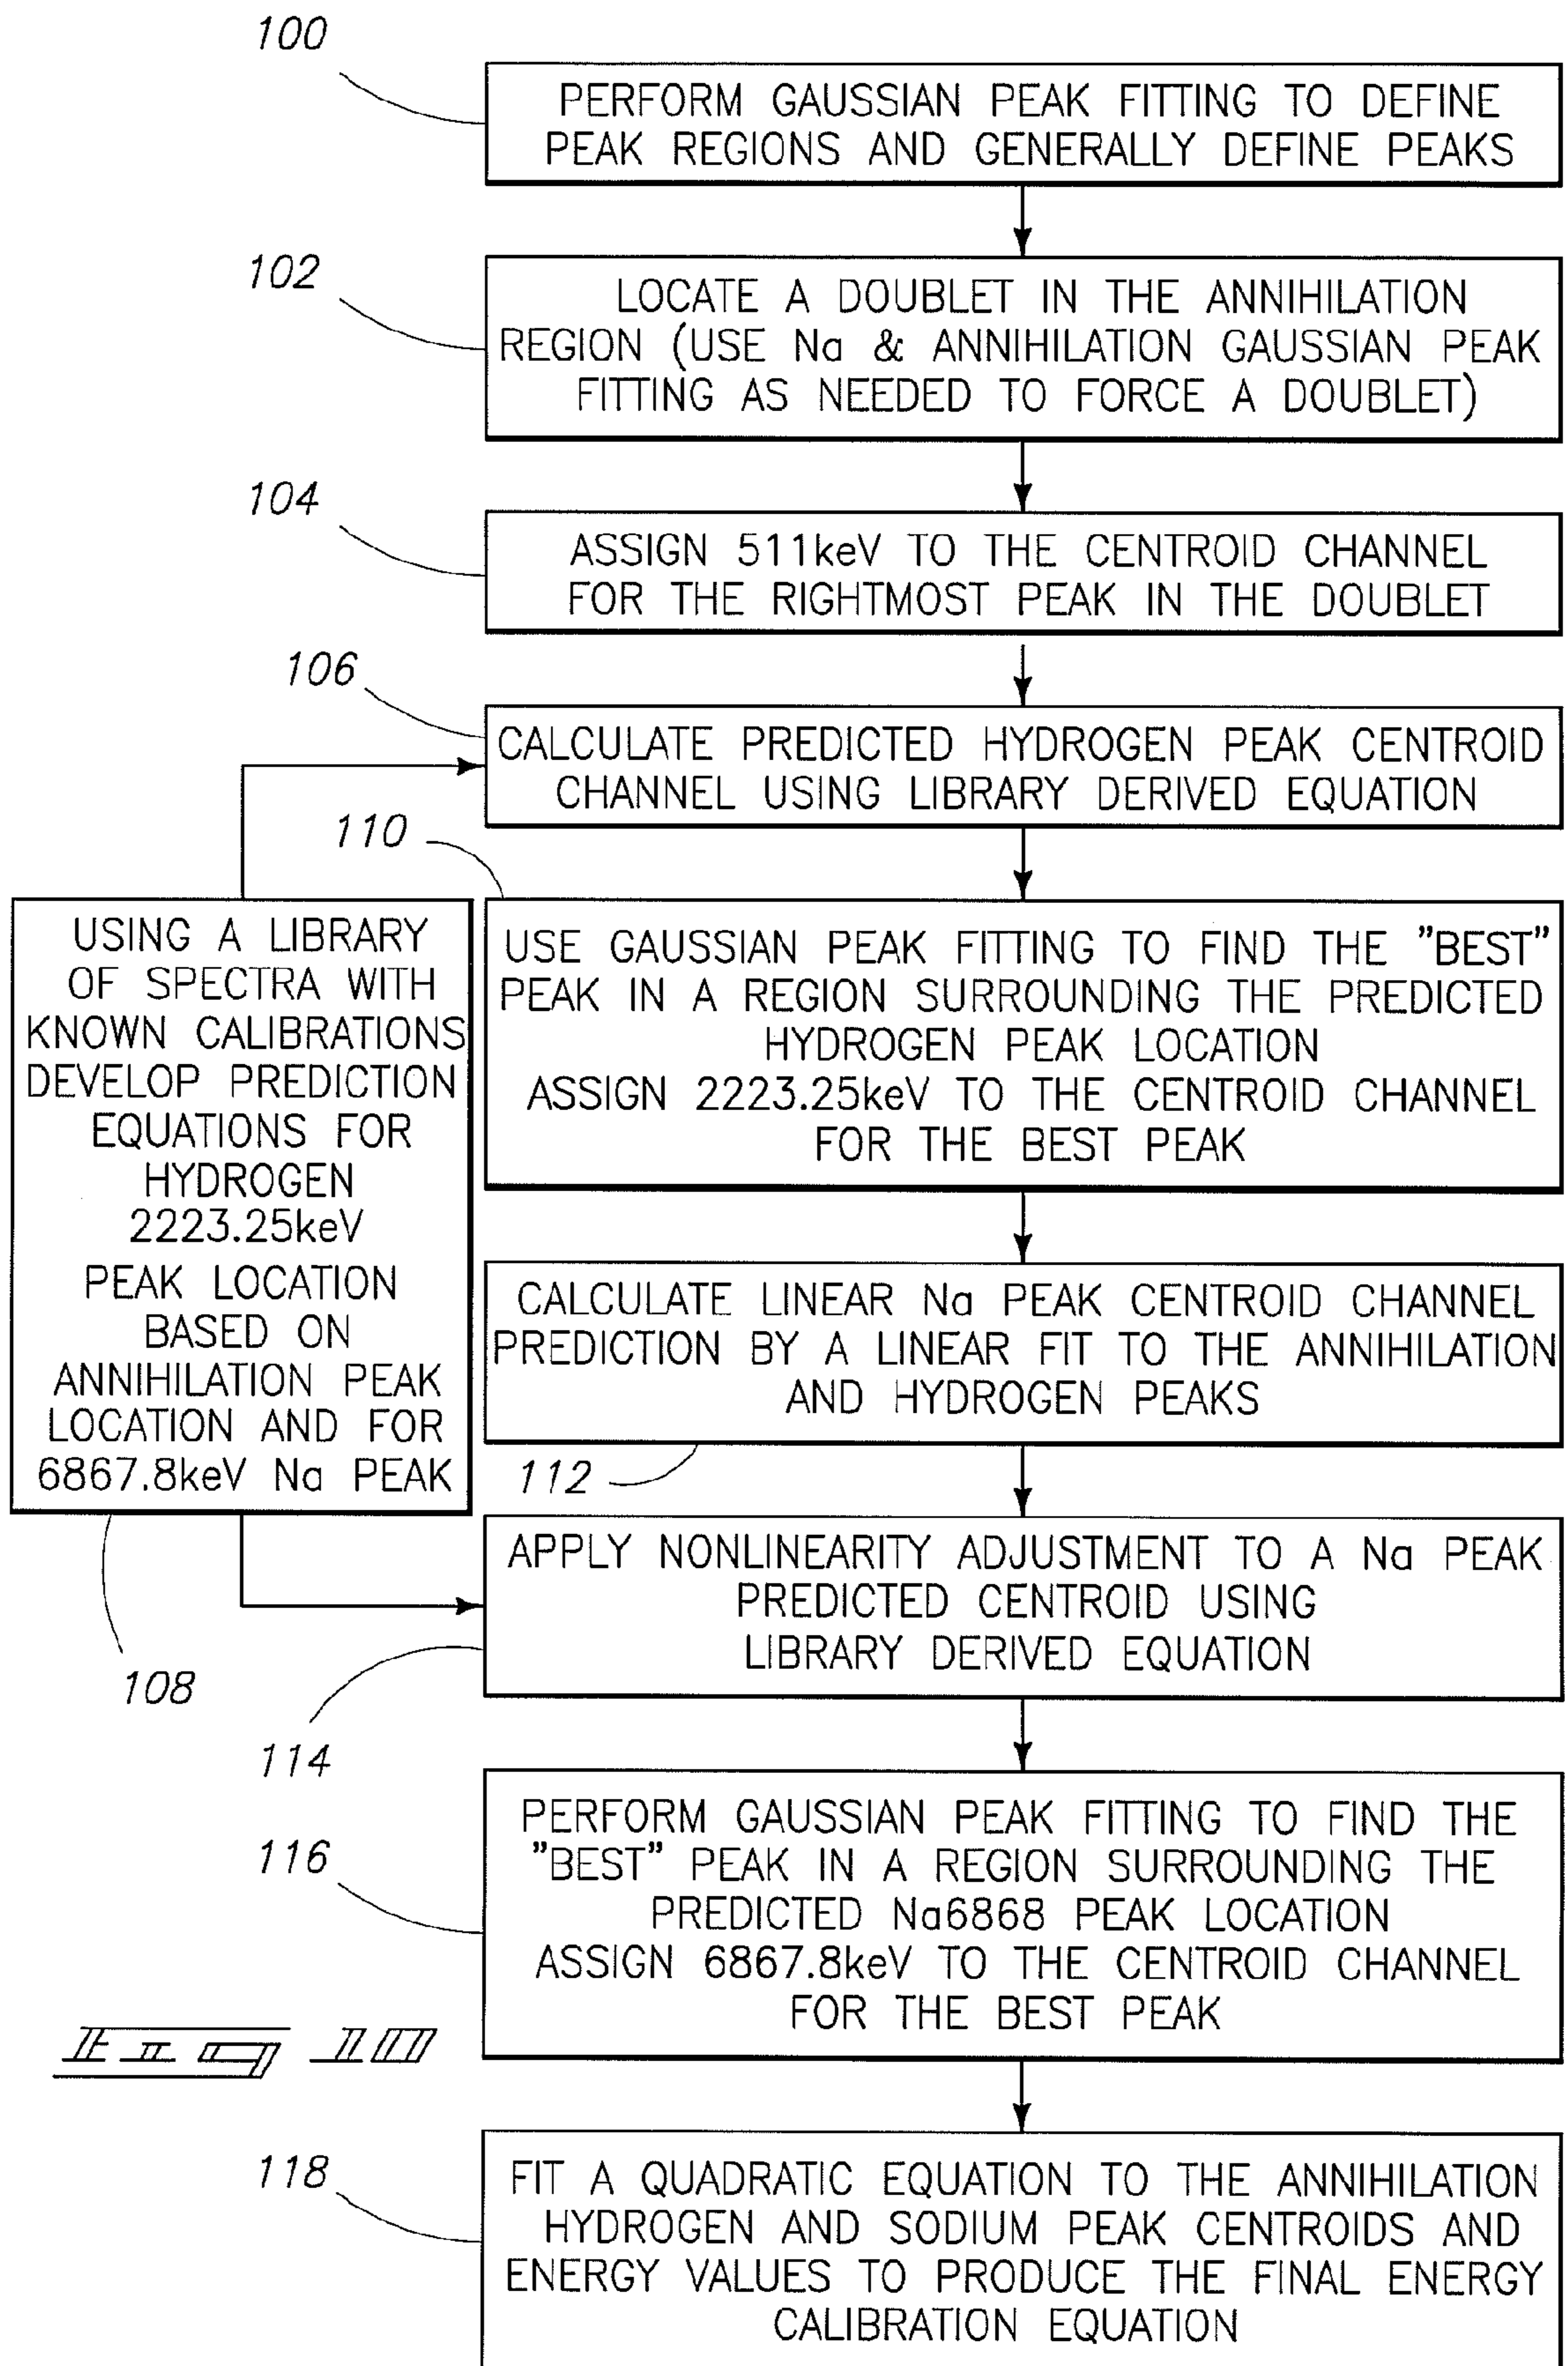 100
PERFORM GAUSSIAN PEAK FITTING TO DEFINE
PEAK REGIONS AND GENERALLY DEFINE PEAKS
102
LOCATE A DOUBLET IN THE ANNIHILATION
REGION (USE Na & ANNIHILATION GAUSSIAN PEAK
FITTING AS NEEDED TO FORCE A DOUBLET)
104
ASSIGN 511keV TO THE CENTROID CHANNEL
FOR THE RIGHTMOST PEAK IN THE DOUBLET
106
CALCULATE PREDICTED HYDROGEN PEAK CENTROID
CHANNEL USING LIBRARY DERIVED EQUATION
110
USING A LIBRARY
OF SPECTRA WITH
KNOWN CALIBRATIONS
DEVELOP PREDICTION
EQUATIONS FOR
HYDROGEN
2223.25keV
PEAK LOCATION
BASED ON
ANNIHILATION PEAK
LOCATION AND FOR
6867.8keV Na PEAK
108
USE GAUSSIAN PEAK FITTING TO FIND THE "BEST"
PEAK IN A REGION SURROUNDING THE PREDICTED
HYDROGEN PEAK LOCATION
ASSIGN 2223.25keV TO THE CENTROID CHANNEL
FOR THE BEST PEAK
CALCULATE LINEAR Na PEAK CENTROID CHANNEL
PREDICTION BY A LINEAR FIT TO THE ANNIHILATION
AND HYDROGEN PEAKS
112
APPLY NONLINEARITY ADJUSTMENT TO A Na PEAK
PREDICTED CENTROID USING
LIBRARY DERIVED EQUATION
114
PERFORM GAUSSIAN PEAK FITTING TO FIND THE
"BEST" PEAK IN A REGION SURROUNDING THE
PREDICTED Na6868 PEAK LOCATION
ASSIGN 6867.8keV TO THE CENTROID CHANNEL
FOR THE BEST PEAK
116
Fig 10
118
FIT A QUADRATIC EQUATION TO THE ANNIHILATION
HYDROGEN AND SODIUM PEAK CENTROIDS AND
ENERGY VALUES TO PRODUCE THE FINAL ENERGY
CALIBRATION EQUATION